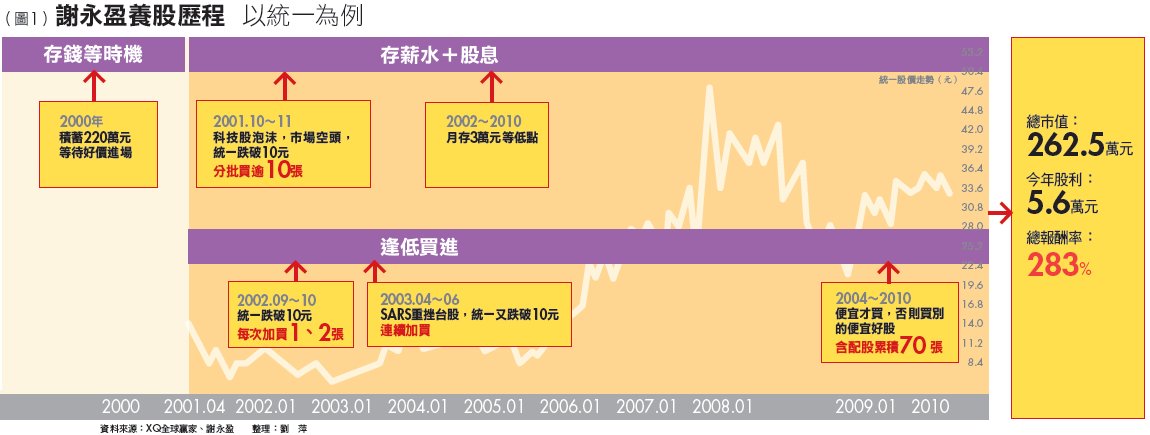 （圖1）謝永盈養股歷程 以統一為例
存錢等時機
存薪水＋股息
53.2
50.4
統一股價走勢（元）
47.6
44.8
42.0
39.2
36.4
33.6
30.8
28.0
25.2
22.4
19.6
16.8
14.0
11.2
8.4
2000年
積蓄220萬元
等待好價進場
2001.10～11
科技股泡沫，市場空頭，
統一跌破10元
分批買逾10張
2002～2010
月存3萬元等低點
逢低買進
2002.09～10
統一跌破10元
每次加買1、2張
2003.04～06
SARS重挫台股，統一又跌破10元
連續加買
2004～2010
便宜才買，否則買別
的便宜好股
含配股累積70張
總市值：
262.5萬元
今年股利：
5.6萬元
總報酬率：
283%
2000 2001.04 2002.01 2003.01 2004.01 2005.01 2006.01 2007.01 2008.01 2009.01 2010
資料來源：XQ全球贏家、謝永盈 整理：劉 萍